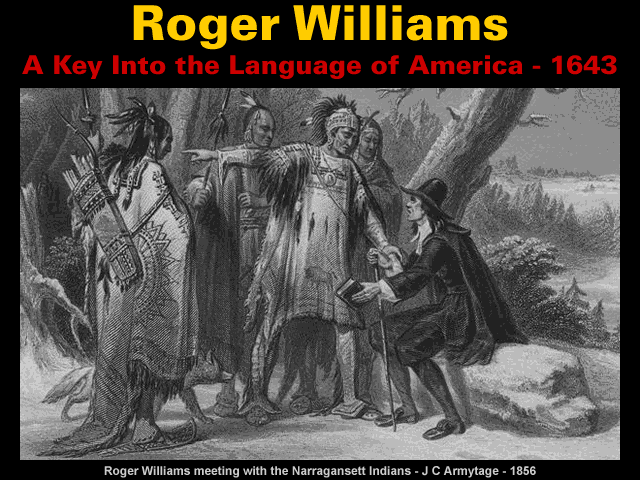 Roger Williams
A Key Into the Language of America - 1643
Roger Williams meeting with the Narragansett Indians - J C Armytage - 1856